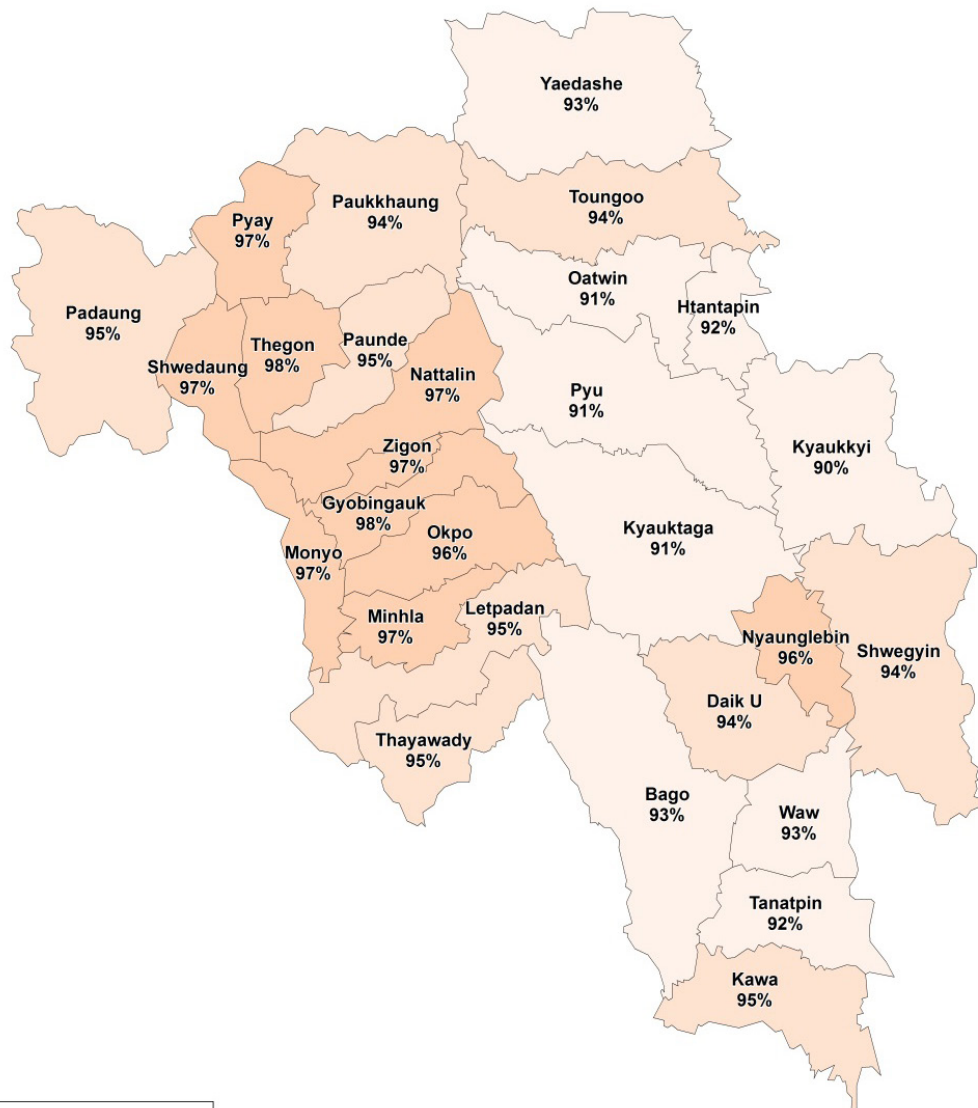 Yaedashe
93%
Toungoo
94%
Paukkhaung
94%
Pyay
97%
Oatwin
91%
Htantapin
92%
Padaung
95%
Shwedaung
97%
Thegon
98%
Paunde
95%
Nattalin
97%
Pyu
91%
Kyaukkyi
90%
Zigon
97%
Gyobingauk
98%
Okpo
96%
Kyauktaga
91%
Monyo
97%
Minhla
97%
Letpadan
95%
Nyaunglebin
96%
Shwegyin
94%
Daik U
94%
Thayawady
95%
Bago
93%
Waw
93%
Tanatpin
92%
Kawa
95%